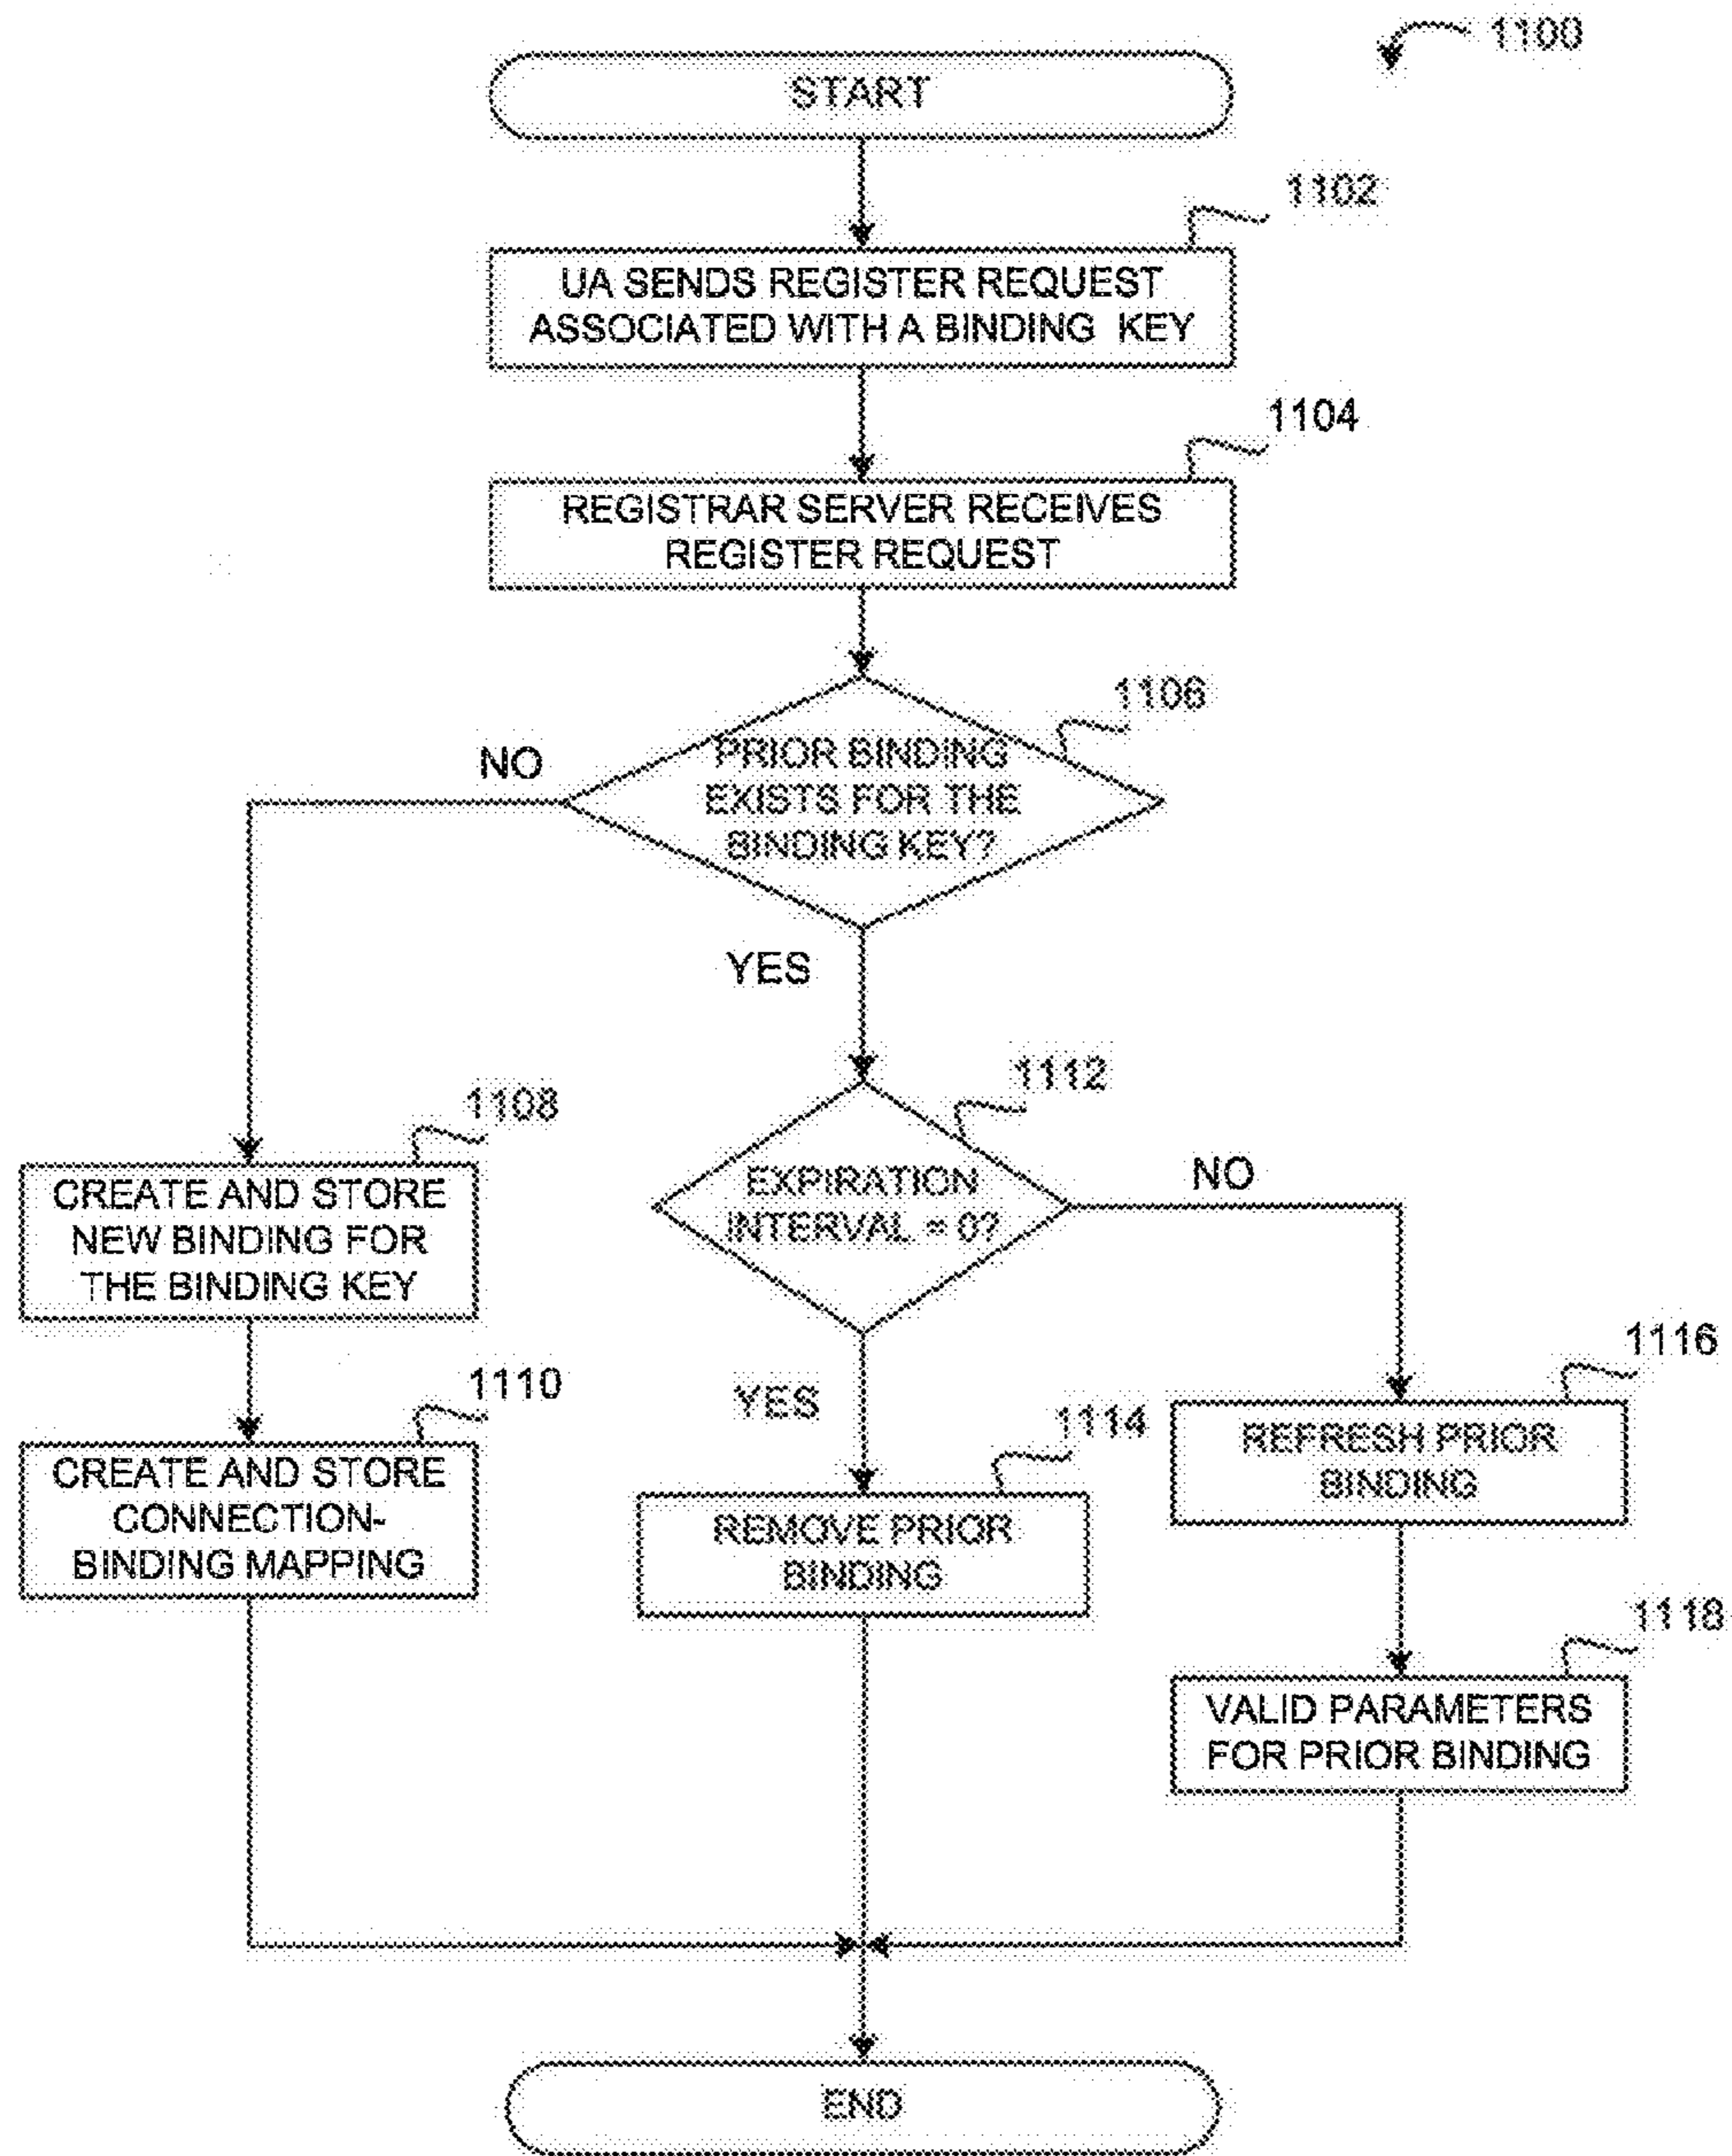 1100
START
1102
UA SENDS REGISTER REQUEST
ASSOCIATED WITH A BINDING KEY
1104
REGISTRAR SERVER RECEIVES
REGISTER REQUEST
1106
PRIOR BINDING
EXISTS FOR THE
BINDING KEY?
NO
YES
1108
CREATE AND STORE
NEW BINDING FOR
THE BINDING KEY
1110
CREATE AND STORE
CONNECTION-
BINDING MAPPING
1112
EXPIRATION
INTERVAL = 0?
NO
YES
1114
REMOVE PRIOR
BINDING
1116
REFRESH PRIOR
BINDING
1118
VALID PARAMETERS
FOR PRIOR BINDING
END